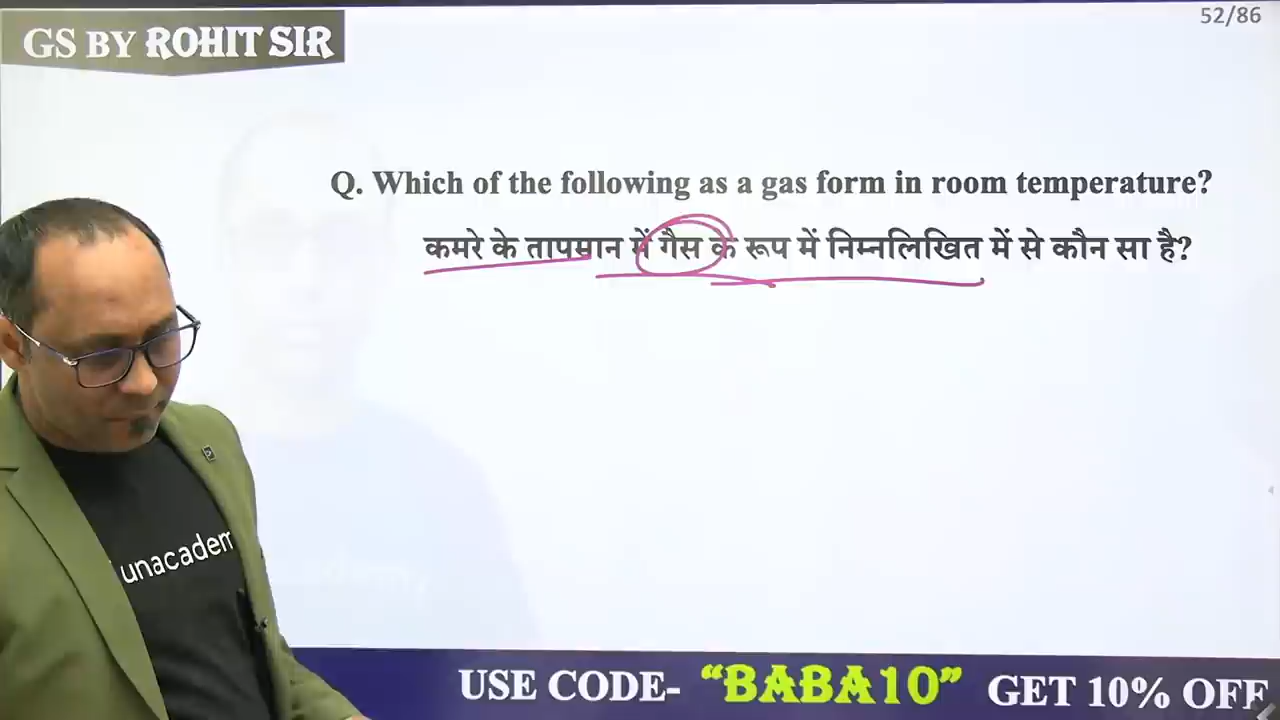 52/86
GS BY ROHIT SIR
Q. Which of the following as a gas form in room temperature?
कमरे के तापमान में गैस के रूप में निम्नलिखित में से कौन सा है?
unacadem
USE CODE- “BABA10” GET 10% OFF